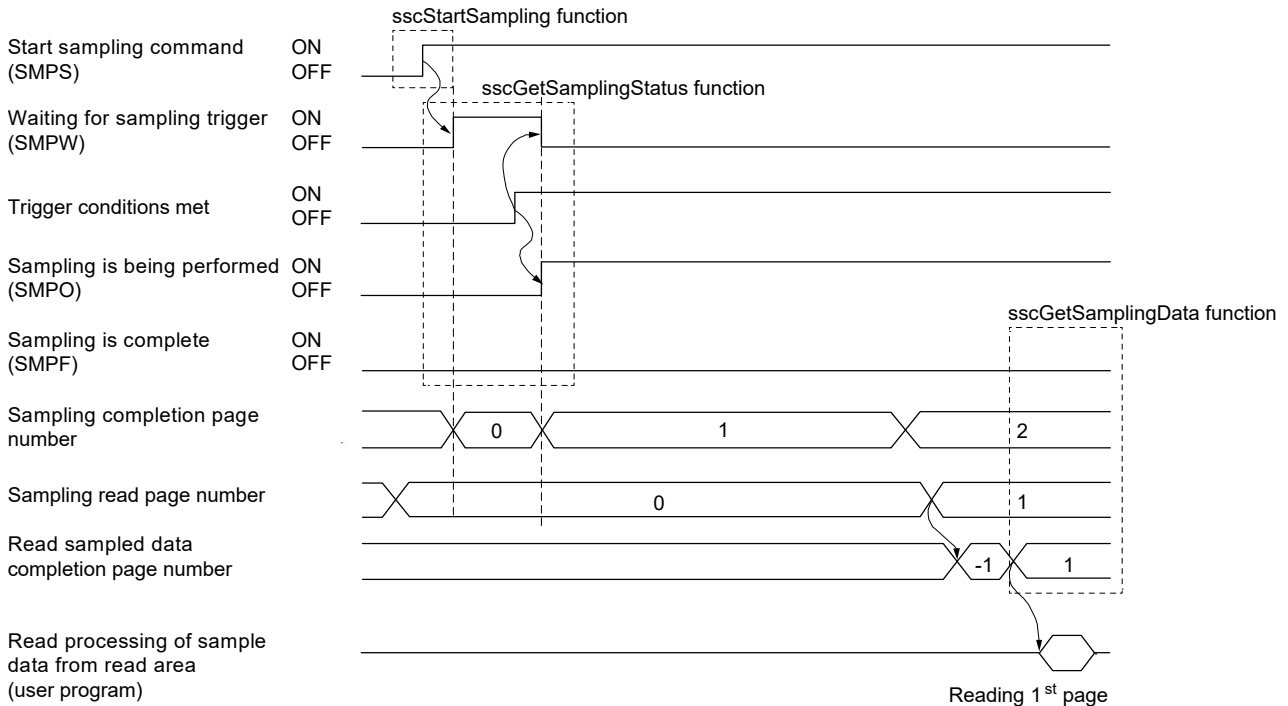 sscStartSampling function
Start sampling command ON
(SMPS) OFF
sscGetSamplingStatus function
Waiting for sampling trigger ON
(SMPW) OFF
ON
Trigger conditions met
OFF
Sampling is being performed ON
(SMPO) OFF
sscGetSamplingData function
Sampling is complete ON
(SMPF) OFF
Sampling completion page
number
0 1 2
Sampling read page number 0 1
Read sampled data
completion page number
-1 1
Read processing of sample
data from read area
(user program)
Reading 1st page